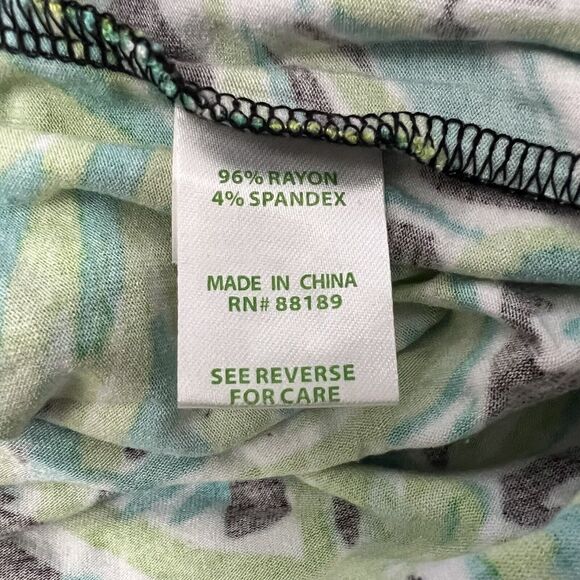 96% RAYON
4% SPANDEX
MADE IN CHINA
RN# 88189
SEE REVERSE
FOR CARE